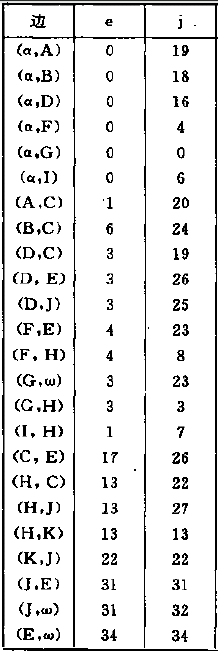 边 e j
(α,A) 0 19
(α,B) 0 18
(α,D) 0 16
(α,F) 0 4
(α,G) 0 0
(α,I) 0 6
(A,C) 1 20
(B,C) 6 24
(D,C) 3 19
(D, E) 3 26
(D,J) 3 25
(F,E) 4 23
(F, H) 4 8
(G,ω) 3 23
(G,H) 3 3
(I, H) 1 7
(C, E) 17 26
(H, C) 13 22
(H,J) 13 27
(H,K) 13 13
(K,J) 22 22
(J,E) 31 31
(J,ω) 31 32
(E,ω) 34 34